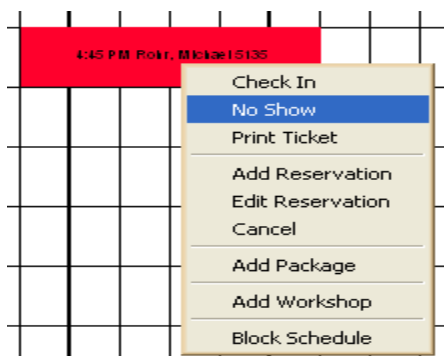 4:45 PM Rohr, Michael 5135
Check In
No Show
Print Ticket
Add Reservation
Edit Reservation
Cancel
Add Package
Add Workshop
Block Schedule